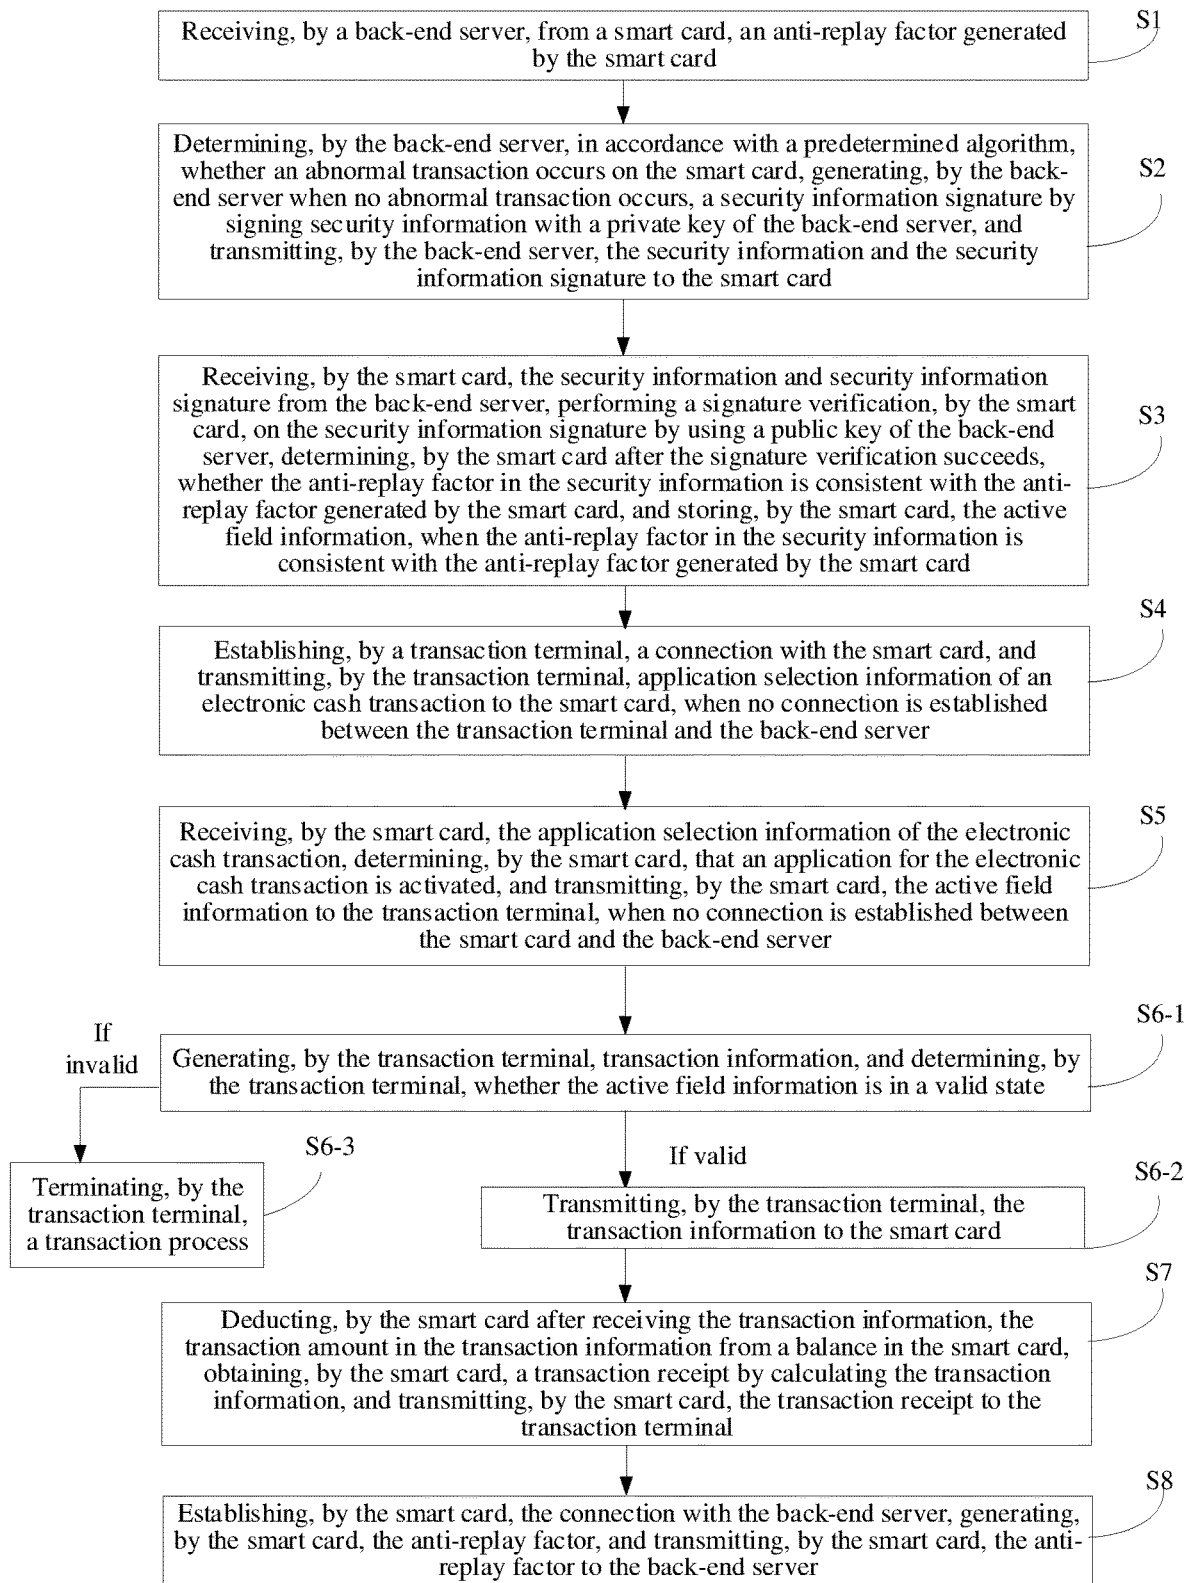 S1
Receiving, by a back-end server, from a smart card, an anti-replay factor generated
by the smart card
S2
Determining, by the back-end server, in accordance with a predetermined algorithm,
whether an abnormal transaction occurs on the smart card, generating, by the back-
end server when no abnormal transaction occurs, a security information signature by
signing security information with a private key of the back-end server, and
transmitting, by the back-end server, the security information and the security
information signature to the smart card
S3
Receiving, by the smart card, the security information and security information
signature from the back-end server, performing a signature verification, by the smart
card, on the security information signature by using a public key of the back-end
server, determining, by the smart card after the signature verification succeeds,
whether the anti-replay factor in the security information is consistent with the anti-
replay factor generated by the smart card, and storing, by the smart card, the active
field information, when the anti-replay factor in the security information is
consistent with the anti-replay factor generated by the smart card
S4
Establishing, by a transaction terminal, a connection with the smart card, and
transmitting, by the transaction terminal, application selection information of an
electronic cash transaction to the smart card, when no connection is established
between the transaction terminal and the back-end server
S5
Receiving, by the smart card, the application selection information of the electronic
cash transaction, determining, by the smart card, that an application for the electronic
cash transaction is activated, and transmitting, by the smart card, the active field
information to the transaction terminal, when no connection is established between
the smart card and the back-end server
S6-1
If
invalid
Generating, by the transaction terminal, transaction information, and determining, by
the transaction terminal, whether the active field information is in a valid state
S6-3
Terminating, by the
transaction terminal,
a transaction process
If valid
S6-2
Transmitting, by the transaction terminal, the
transaction information to the smart card
S7
Deducting, by the smart card after receiving the transaction information, the
transaction amount in the transaction information from a balance in the smart card,
obtaining, by the smart card, a transaction receipt by calculating the transaction
information, and transmitting, by the smart card, the transaction receipt to the
transaction terminal
S8
Establishing, by the smart card, the connection with the back-end server, generating,
by the smart card, the anti-replay factor, and transmitting, by the smart card, the anti-
replay factor to the back-end server